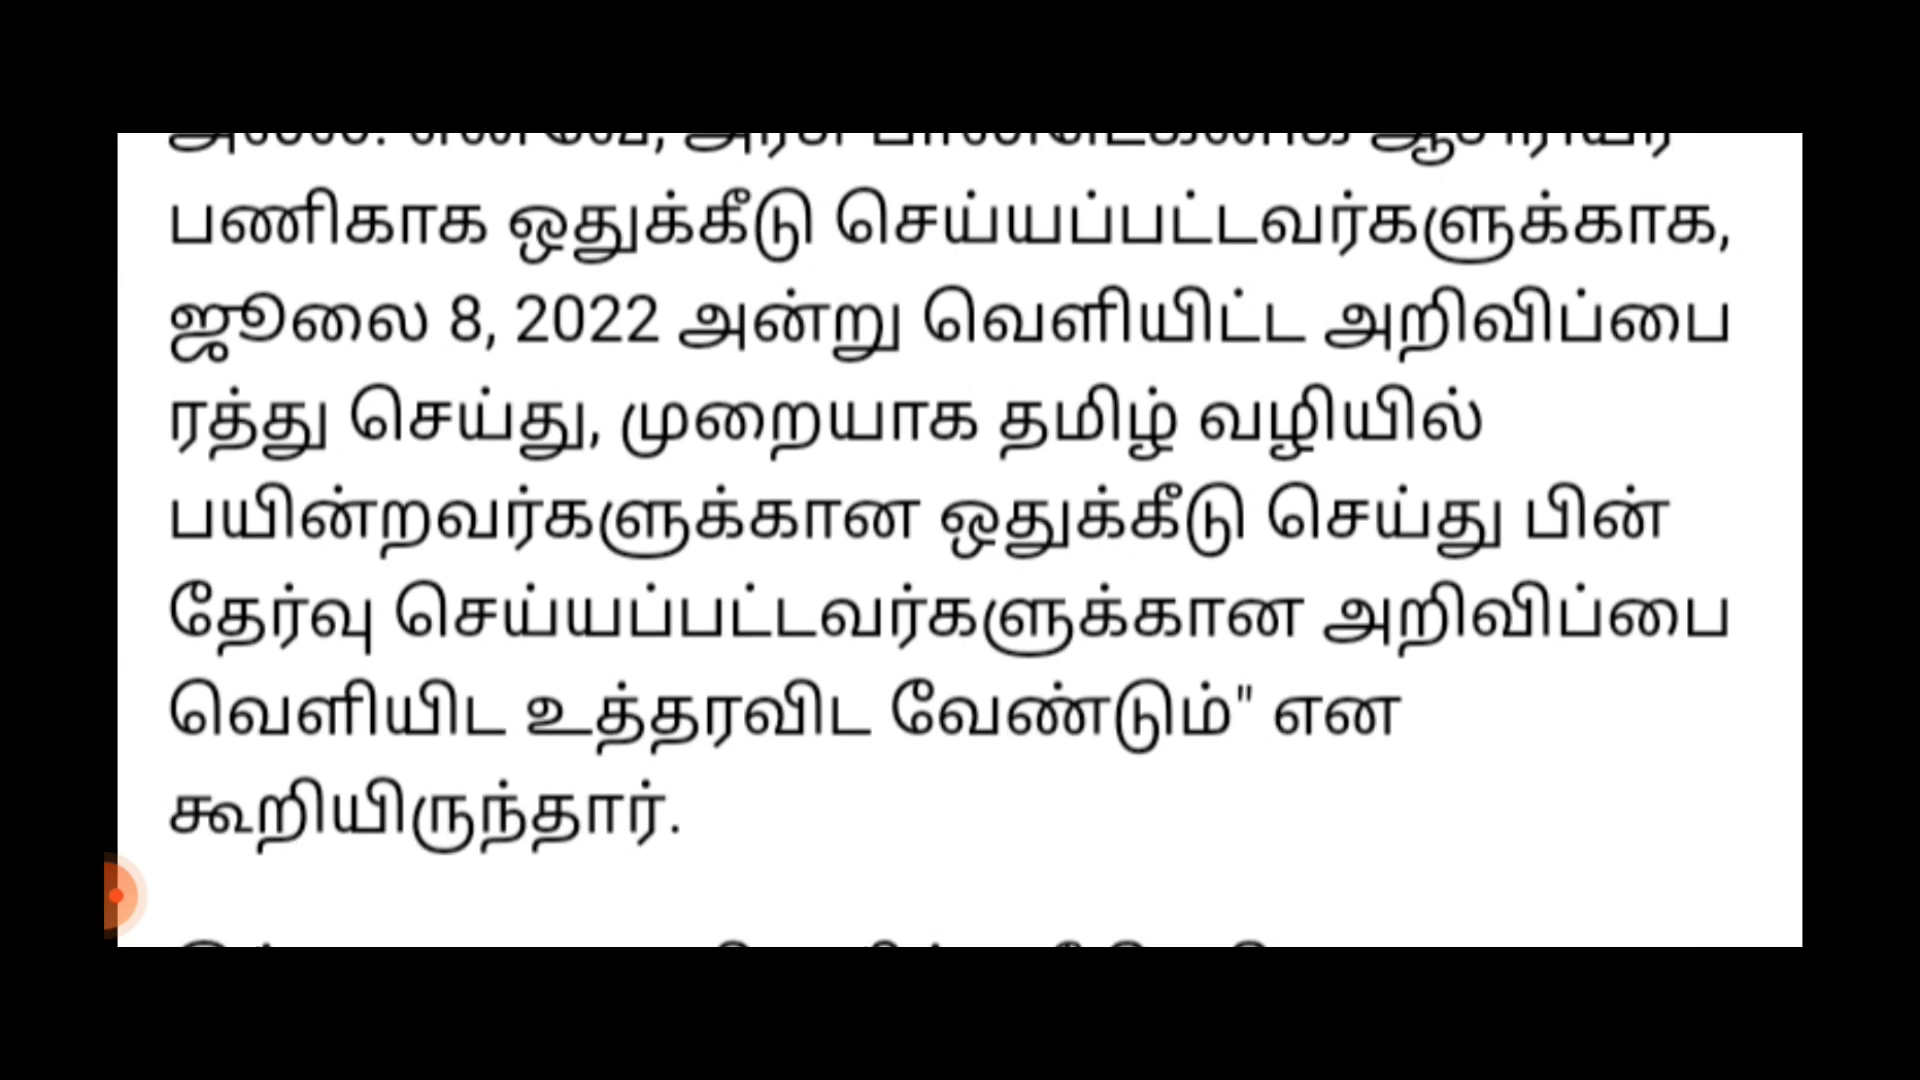 பணிகாக ஒதுக்கீடு செய்யப்பட்டவர்களுக்காக,
ஜூலை 8, 2022 அன்று வெளியிட்ட அறிவிப்பை
ரத்து செய்து, முறையாக தமிழ் வழியில்
பயின்றவர்களுக்கான ஒதுக்கீடு செய்து பின்
தேர்வு செய்யப்பட்டவர்களுக்கான அறிவிப்பை
வெளியிட உத்தரவிட வேண்டும்" என
கூறியிருந்தார்.